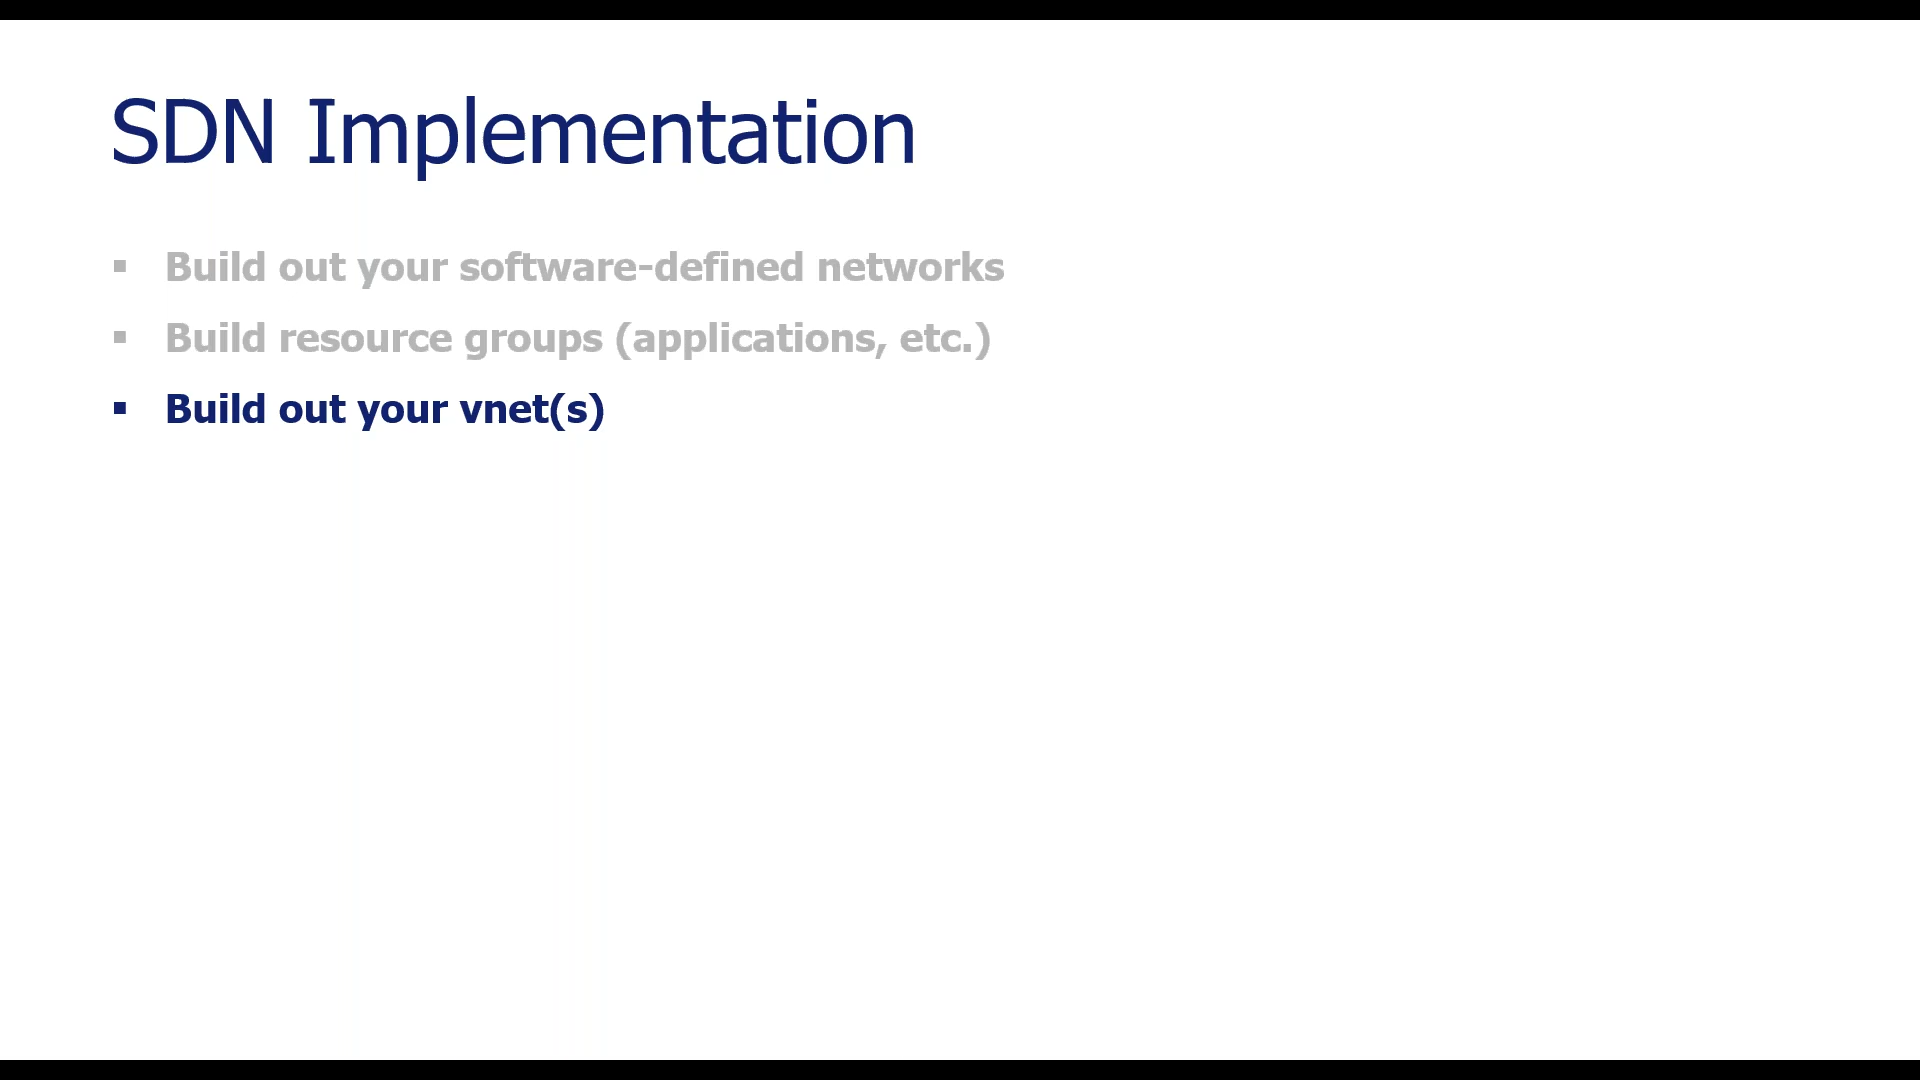 SDN Implementation
▪ Build out your software-defined networks
▪ Build resource groups (applications, etc.)
▪ Build out your vnet(s)